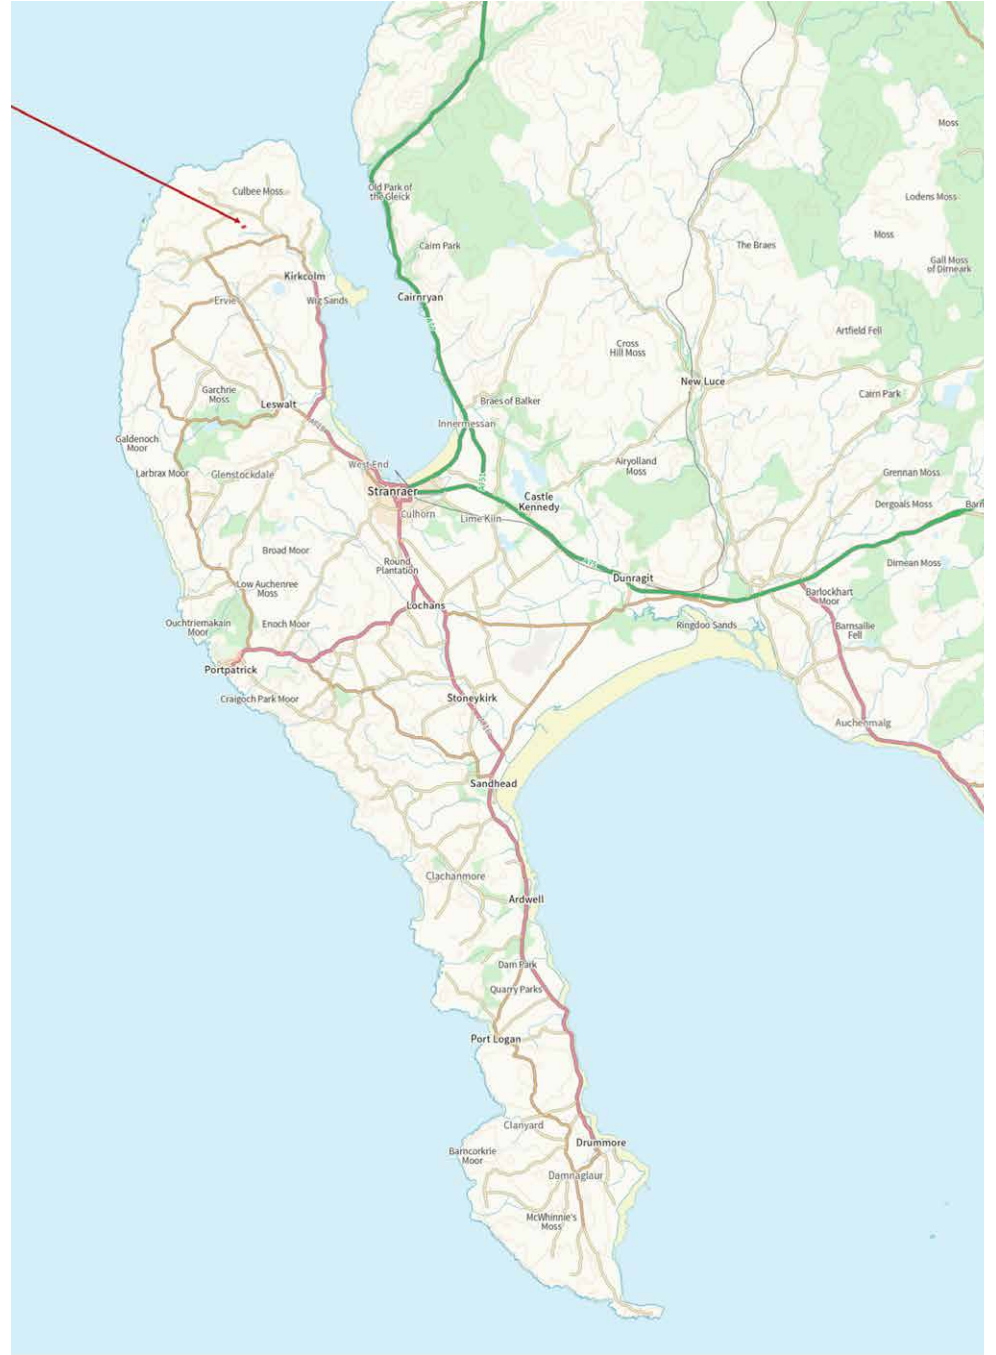 Moss
Culbee Moss
Old Park of
the Gleick
Lodens Moss
Moss
Cairn Park
The Braes
Gall Moss
of Dirneark
Kirkcolm
Cairnryan
Ervie
Wig Sands
A77
Artfield Fell
Cross
Hill Moss
New Luce
Garchrie
Moss
Cairn Park
Leswalt
Braes of Balker
A718
Innermessan
Galdenoch
Moor
West End
Airyolland
Moss
Larbrax Moor
Glenstockdale
Grennan Moss
A751
Stranraer
Castle
Kennedy
Dergoals Moss
Culhorn
Lime Kiln
Broad Moor
Round
Plantation
A75
Dirnean Moss
Dunragit
Low Auchenree
Moss
Barlockhart
Moor
Lochans
Ouchtriemakain
Moor
Enoch Moor
Ringdoo Sands
Barnsallie
Fell
Portpatrick
Craigoch Park Moor
Stoneykirk
A716
Auchenmalg
Sandhead
Clachanmore
Ardwell
Dam Park
Quarry Parks
Port Logan
Clanyard
Drummore
Barncorkrie
Moor
Damnaglaur
McWhinnie's
Moss